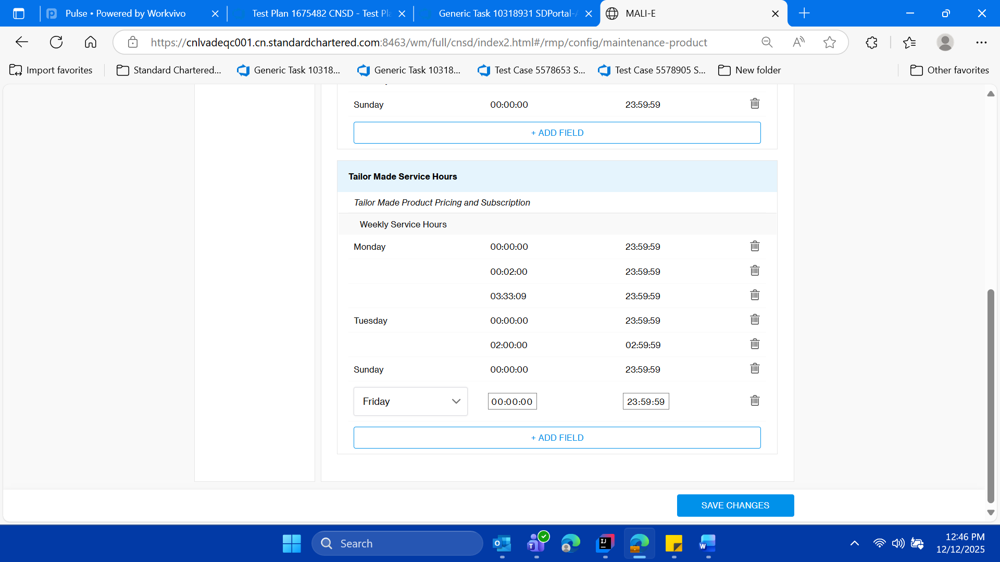 Pulse • Powered by Workvivo
Test Plan 1675482 CNSD - Test Pla
Generic Task 10318931 SDPortal-A
MALI-E
https://cnlvadeqc001.cn.standardchartered.com:8463/wm/full/cnsd/index2.html#/rmp/config/maintenance-product
Import favorites
Standard Chartered...
Generic Task 10318...
Generic Task 10318...
Test Case 5578653 S...
Test Case 5578905 S...
New folder
Other favorites
Sunday 00:00:00 23:59:59
+ ADD FIELD
Tailor Made Service Hours
Tailor Made Product Pricing and Subscription
Weekly Service Hours
Monday 00:00:00 23:59:59
00:02:00 23:59:59
03:33:09 23:59:59
Tuesday 00:00:00 23:59:59
02:00:00 02:59:59
Sunday 00:00:00 23:59:59
Friday 00:00:00 23:59:59
+ ADD FIELD
SAVE CHANGES
Search
12:46 PM
12/12/2025